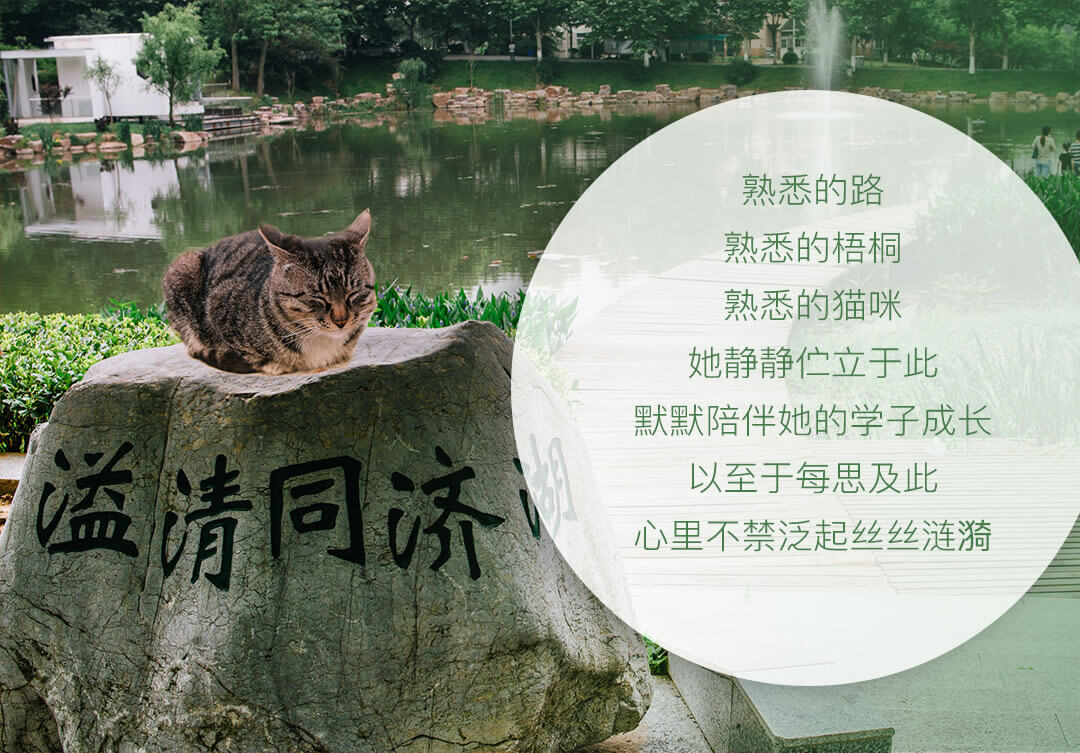 溢清同济湖
熟悉的路
熟悉的梧桐
熟悉的猫咪
她静静伫立于此
默默陪伴她的学子成长
以至于每思及此
心里不禁泛起丝丝涟漪